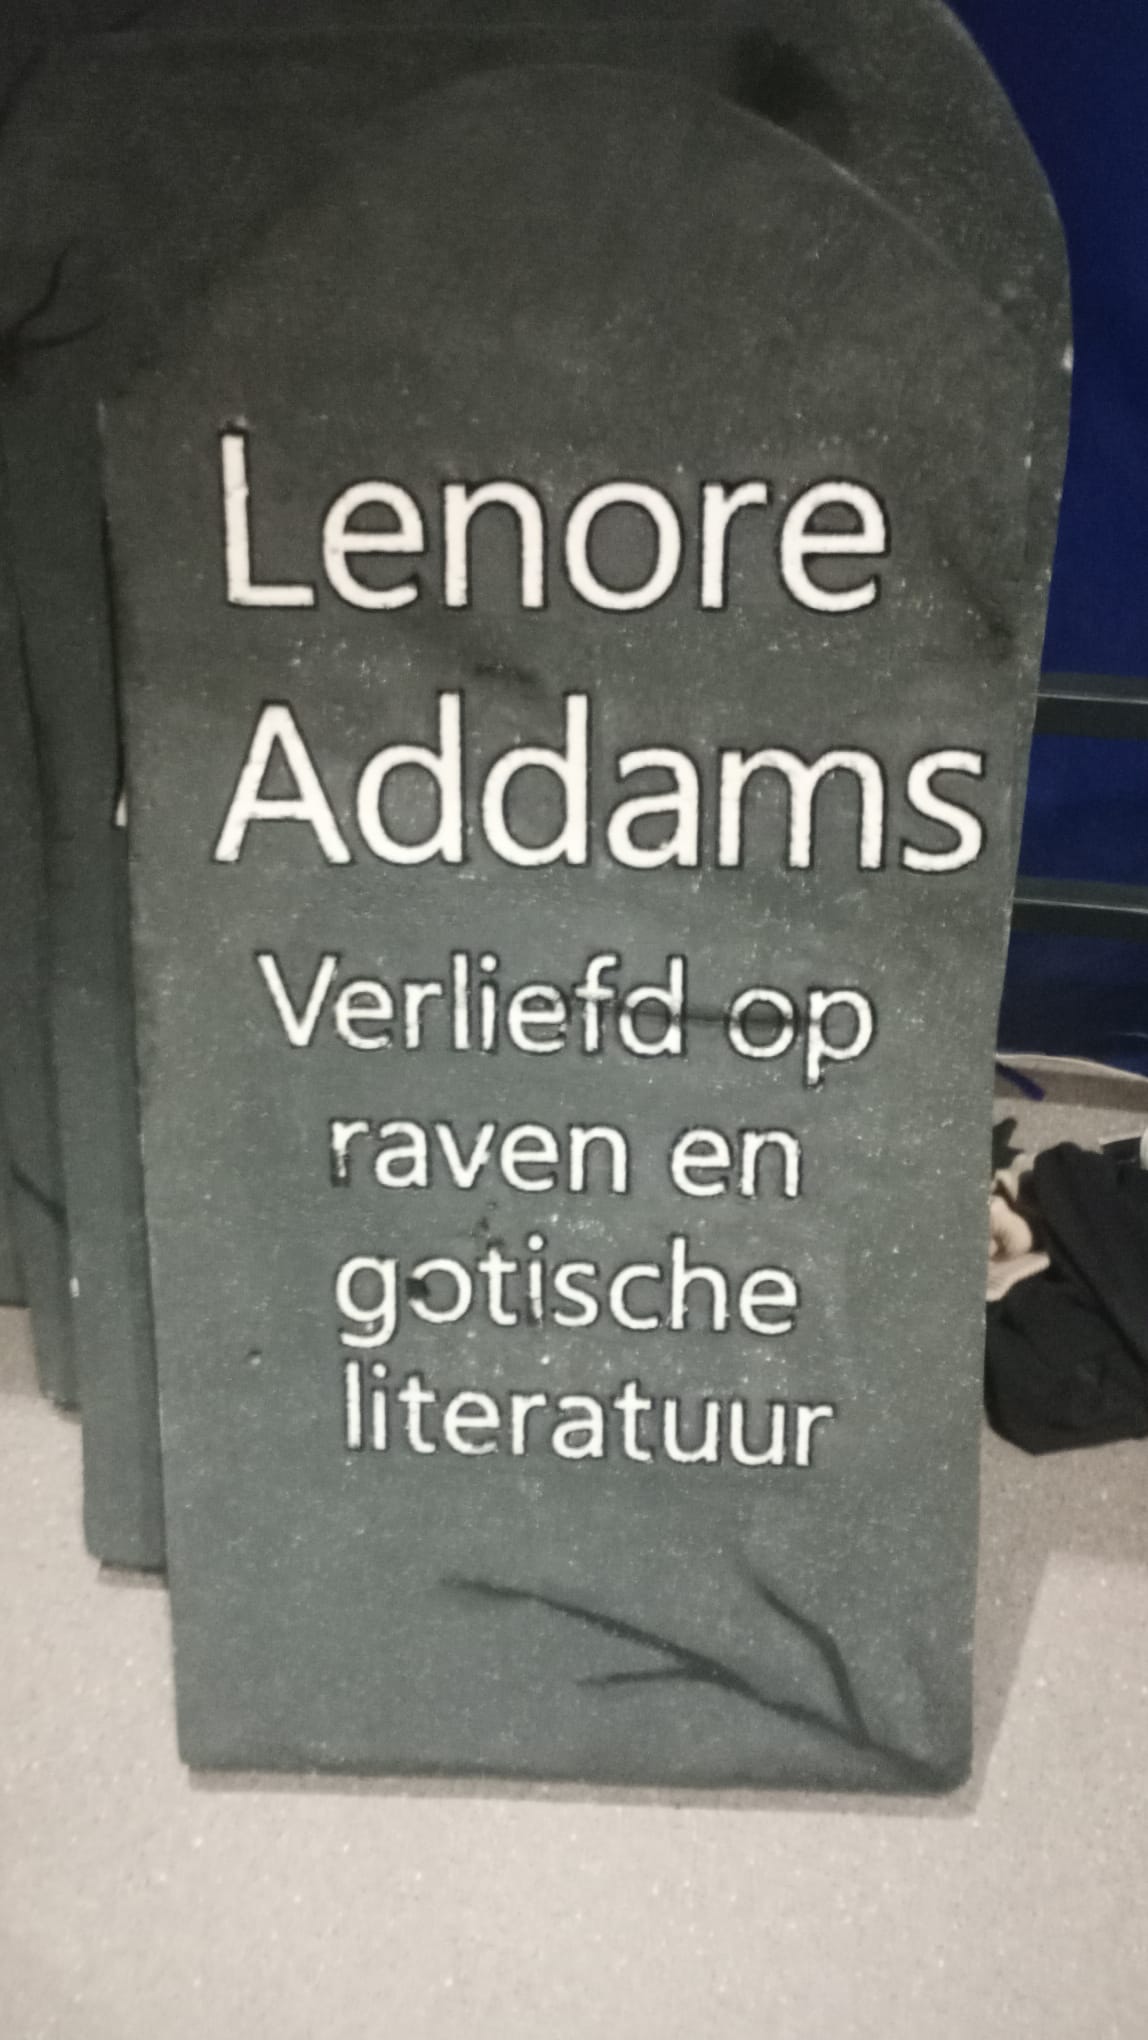 Lenore
Addams
Verliefd op
raven en
gotische
literatuur